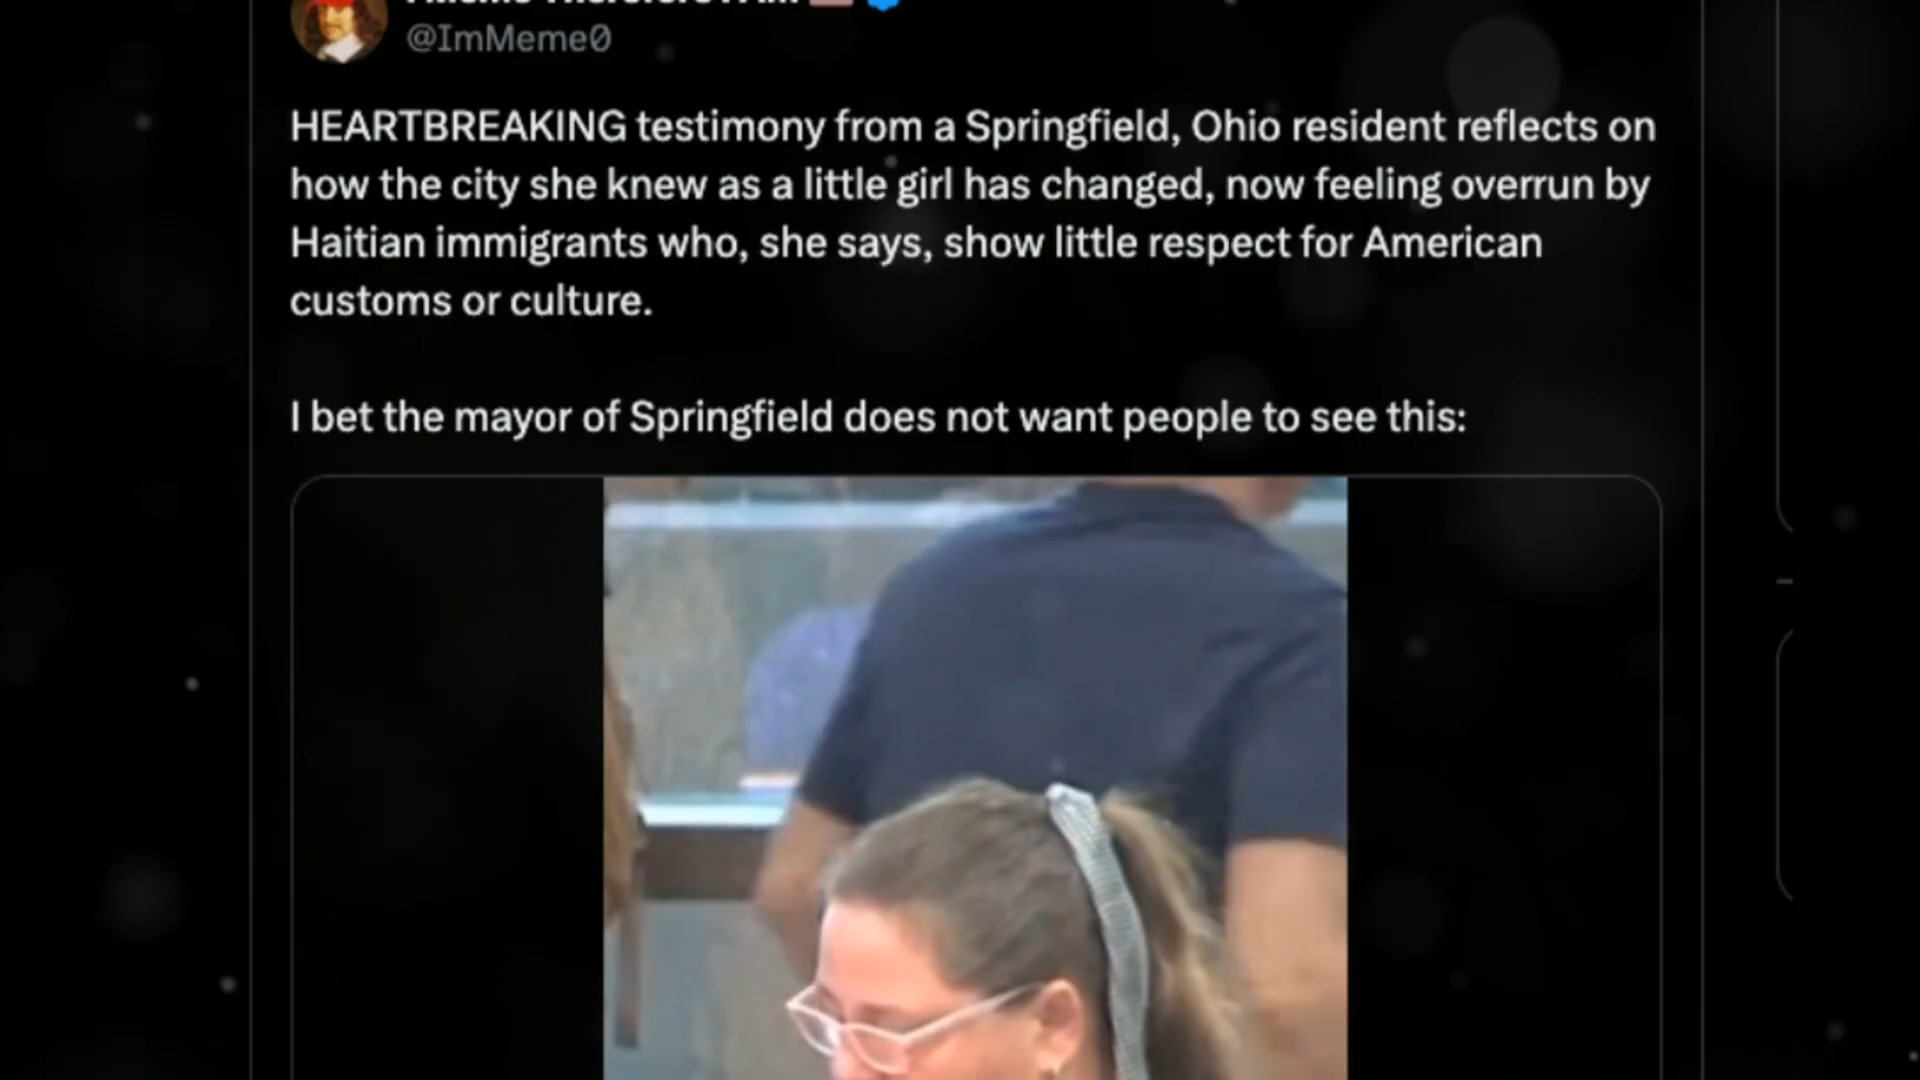 @ImMeme0
HEARTBREAKING testimony from a Springfield, Ohio resident reflects on
how the city she knew as a little girl has changed, now feeling overrun by
Haitian immigrants who, she says, show little respect for American
customs or culture.
I bet the mayor of Springfield does not want people to see this: